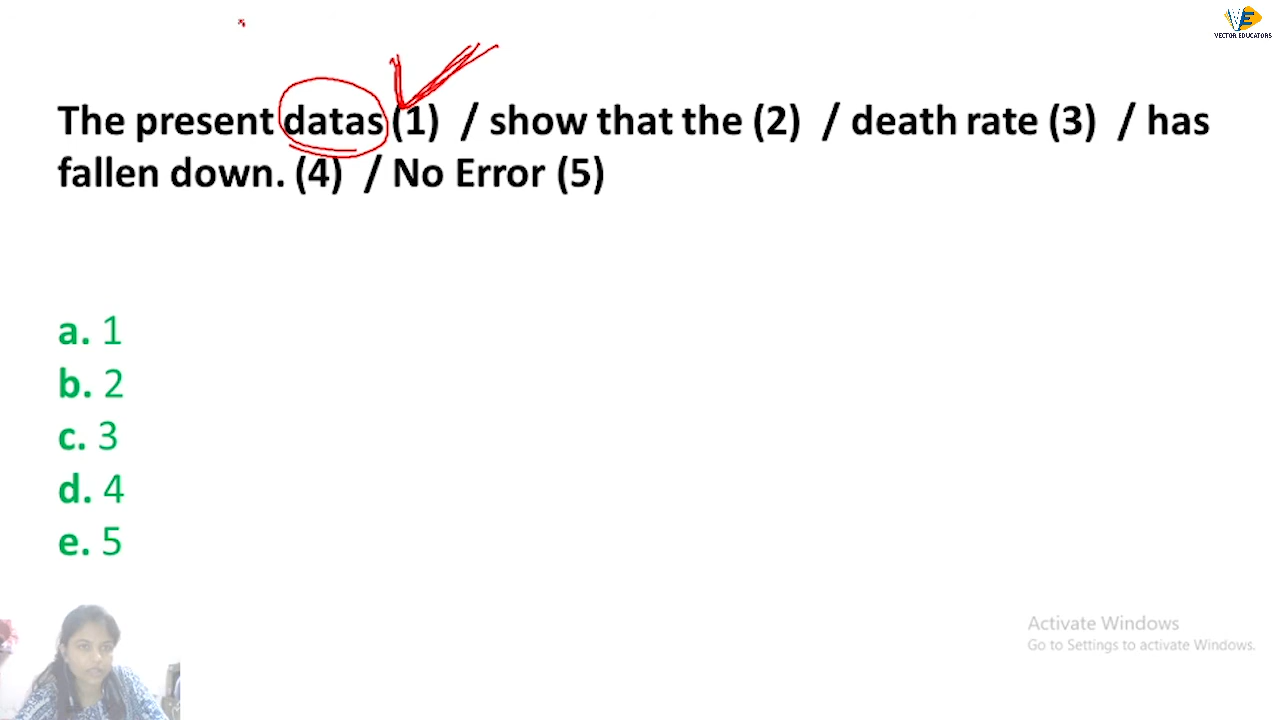 VECTOR EDUCATORS
The present datas (1) / show that the (2) / death rate (3) / has
fallen down. (4) / No Error (5)
a. 1
b. 2
c. 3
d. 4
e. 5
Activate Windows
Go to Settings to activate Windows.